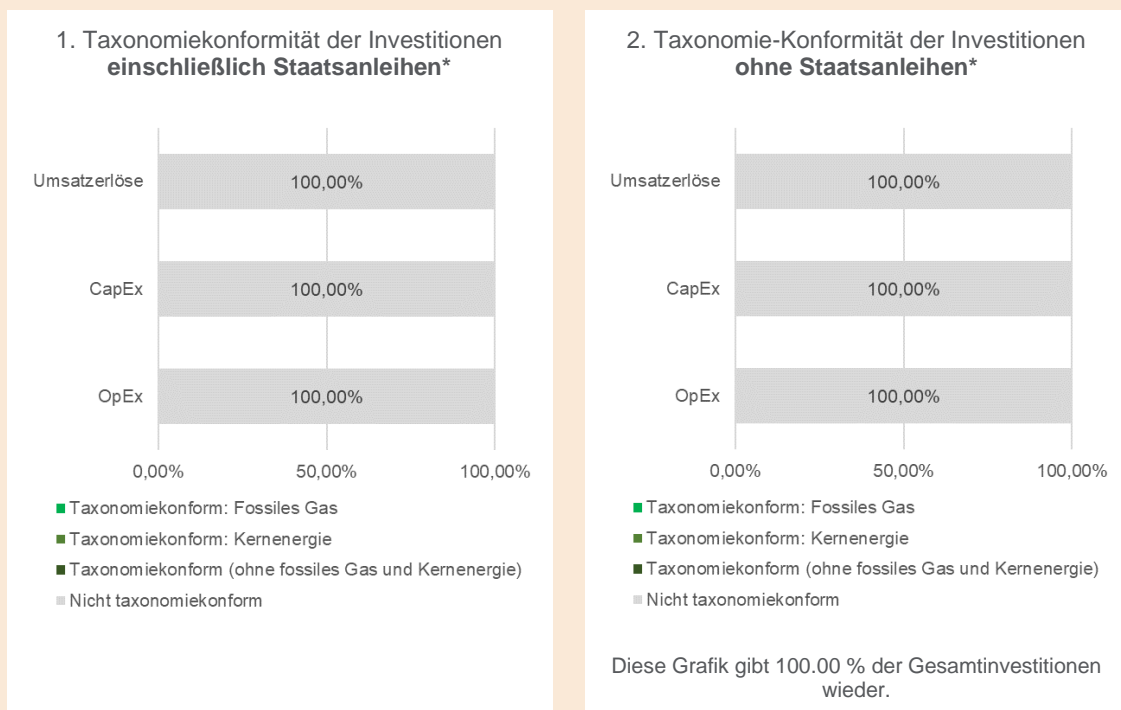 1. Taxonomiekonformität der Investitionen
einschließlich Staatsanleihen*
Umsatzerlöse
100,00%
CapEx
100,00%
OpEx
100,00%
0,00%
50,00%
100,00%
Taxonomiekonform: Fossiles Gas
Taxonomiekonform: Kernenergie
Taxonomiekonform (ohne fossiles Gas und Kernenergie)
Nicht taxonomiekonform
2. Taxonomie-Konformität der Investitionen
ohne Staatsanleihen*
Umsatzerlöse
100,00%
CapEx
100,00%
OpEx
100,00%
0,00%
50,00%
100,00%
Taxonomiekonform: Fossiles Gas
Taxonomiekonform: Kernenergie
Taxonomiekonform (ohne fossiles Gas und Kernenergie)
Nicht taxonomiekonform
Diese Grafik gibt 100.00 % der Gesamtinvestitionen
wieder.